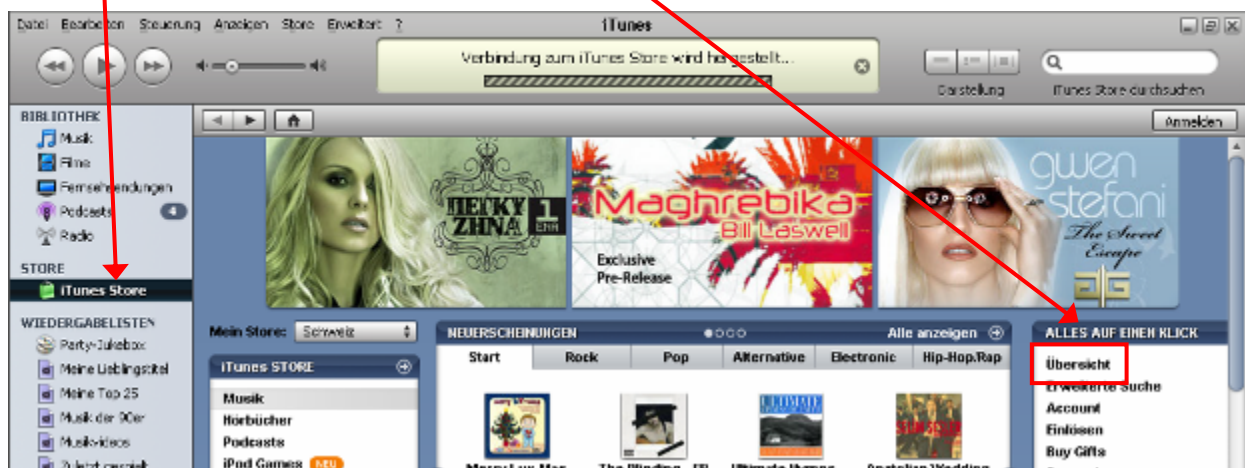 Datei Bearbeiten Steuerung Anzeigen Store Erweitert ?
iTunes
Verbindung zum iTunes Store wird hergestellt...
Darstellung
iTunes Store durchsuchen
BIBLIOTHEK
Musik
Filme
Fernsehsendungen
Podcasts 4
Radio
STORE
iTunes Store
WIEDERGABELISTEN
Party-Jukebox
Meine Lieblingstitel
Meine Top 25
Musik der 90er
Musikvideos
Zuletzt gespielt
Anmelden
1
Maghrebika
Bill Laswell
Exclusive
Pre-Release
gwen
stefani
The Sweet
Escape
Mein Store: Schweiz
iTunes STORE
Musik
Hörbücher
Podcasts
iPod Games NEU
NEUERSCHEINUNGEN
Alle anzeigen
Start Rock Pop Alternative Electronic Hip-Hop/Rap
ULTIMATE
ALLES AUF EINEN KLICK
Übersicht
Erweiterte Suche
Account
Einlösen
Buy Gifts